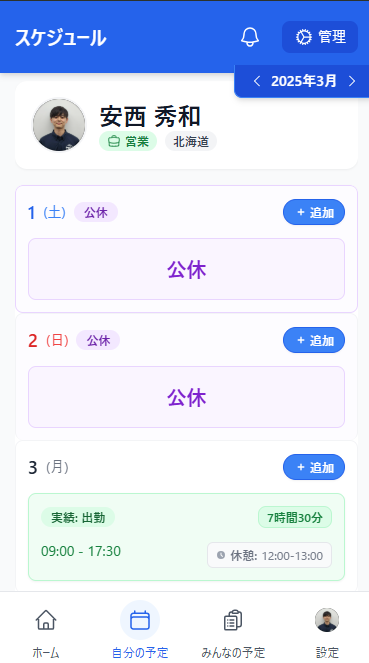 スケジュール
管理
2025年3月
安西 秀和
営業 北海道
1 (土) 公休 + 追加
公休
2 (日) 公休 + 追加
公休
3 (月) + 追加
実績: 出勤 7時間30分
09:00 - 17:30 休憩: 12:00-13:00
ホーム 自分の予定 みんなの予定 設定